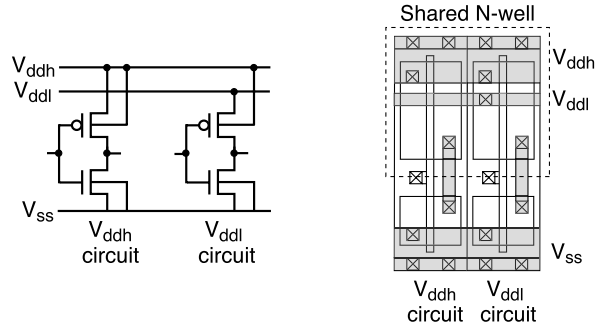 Shared N-well
Vddh
Vddl
Vss
Vddh
circuit
Vddl
circuit
Vddh
Vddl
Vss
Vddh
circuit
Vddl
circuit